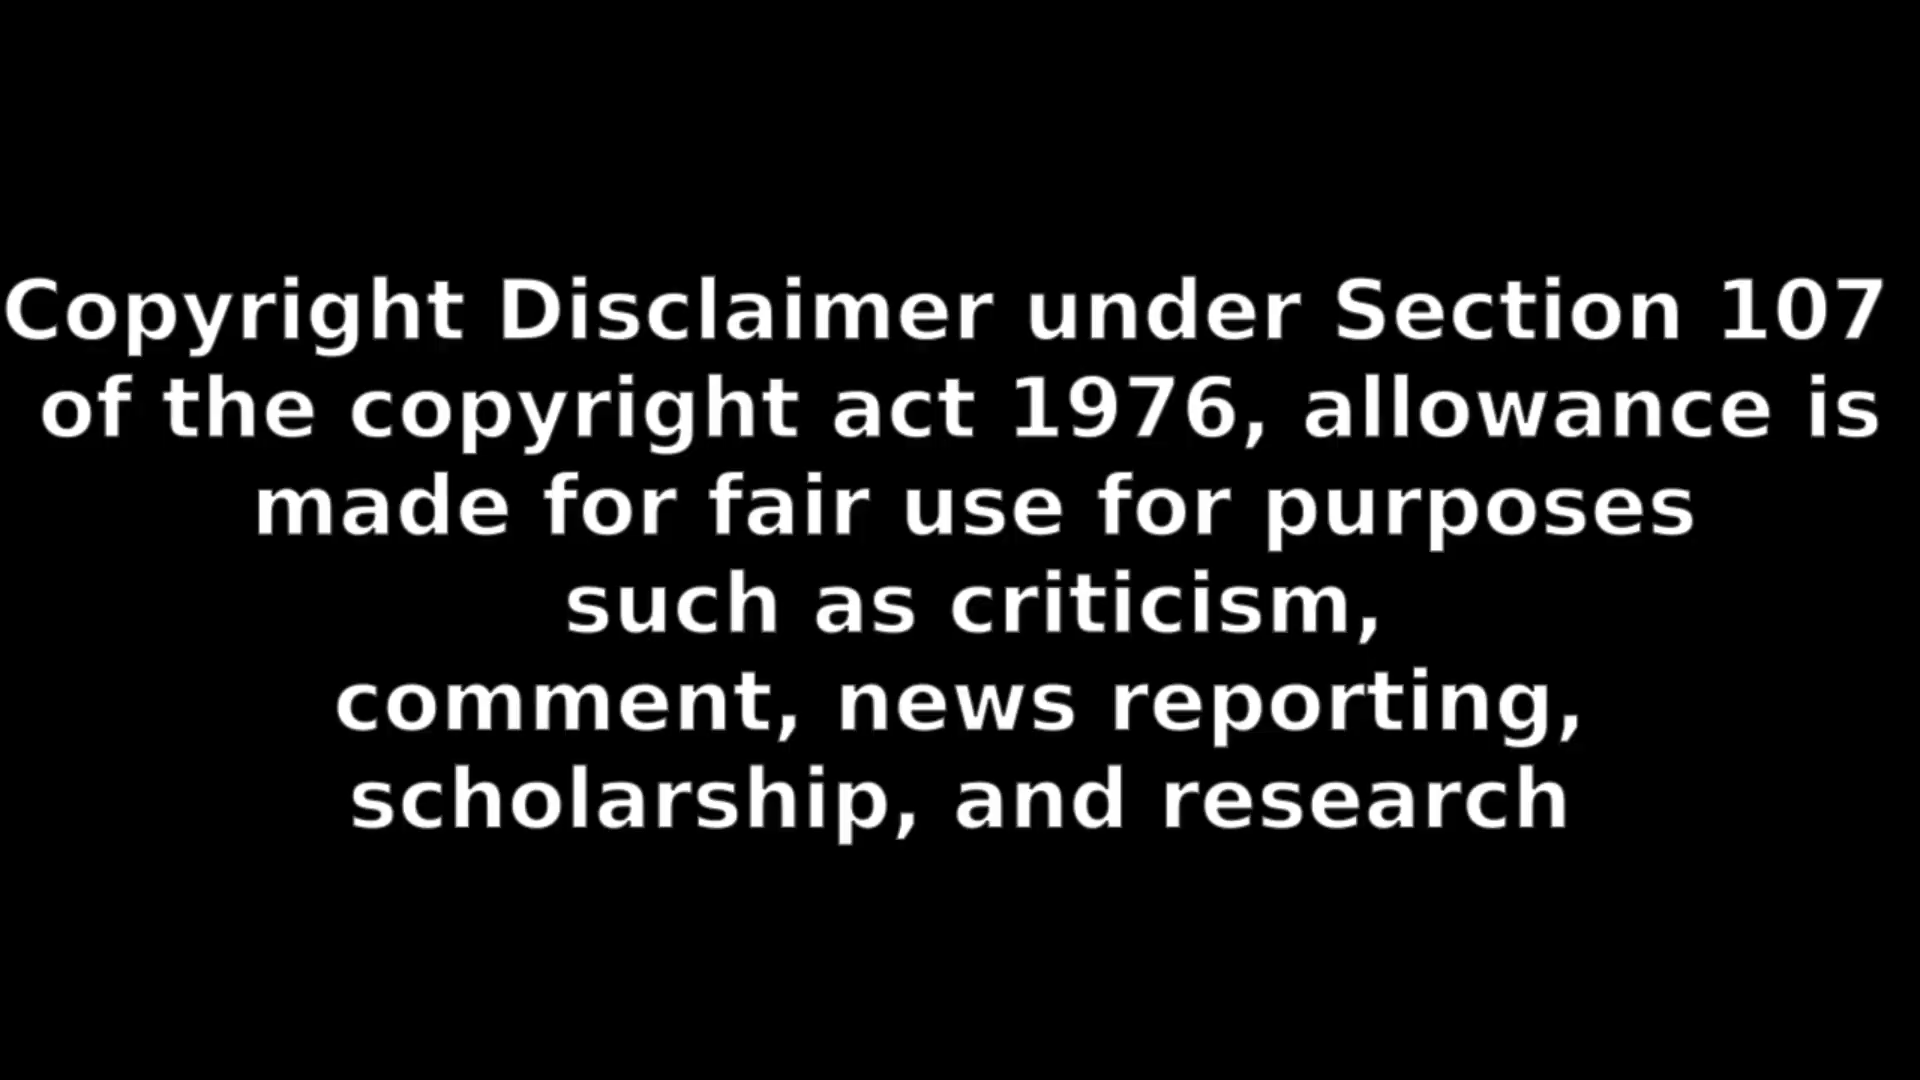 Copyright Disclaimer under Section 107
of the copyright act 1976, allowance is
made for fair use for purposes
such as criticism,
comment, news reporting,
scholarship, and research